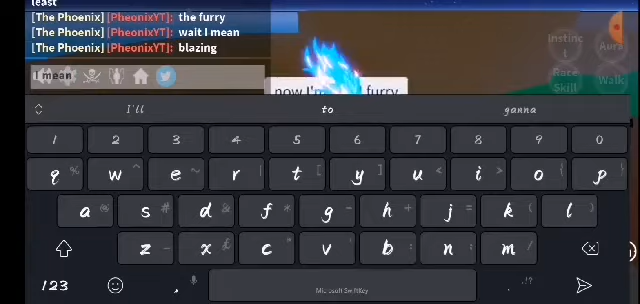 least
[The Phoenix] [PheonixYT]: the furry
[The Phoenix] [PheonixYT]: wait I mean
[The Phoenix] [PheonixYT]: blazing
Instinct
Aura
I mean
Race Skill
Walk
now I'm furry
I'll to ganna
1 2 3 4 5 6 7 8 9 0
q % w ^ e ~ r | t [ y ] u < i > o { p }
a @ s # d & f * g - h + j = k ( l )
z _ x £ c " v ' b : n ; m /
123 , . ,!?
Microsoft SwiftKey